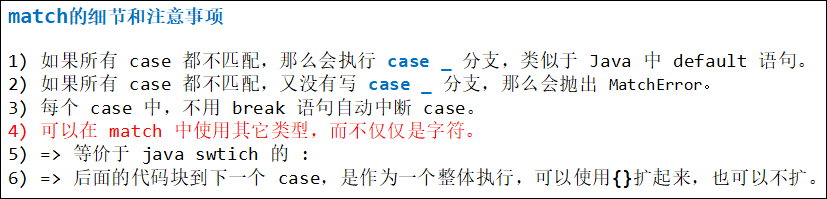 match的细节和注意事项
1) 如果所有 case 都不匹配，那么会执行 case _ 分支，类似于 Java 中 default 语句。
2) 如果所有 case 都不匹配，又没有写 case _ 分支，那么会抛出 MatchError。
3) 每个 case 中，不用 break 语句自动中断 case。
4) 可以在 match 中使用其它类型，而不仅仅是字符。
5) => 等价于 java swtich 的 :
6) => 后面的代码块到下一个 case，是作为一个整体执行，可以使用{}扩起来，也可以不扩。